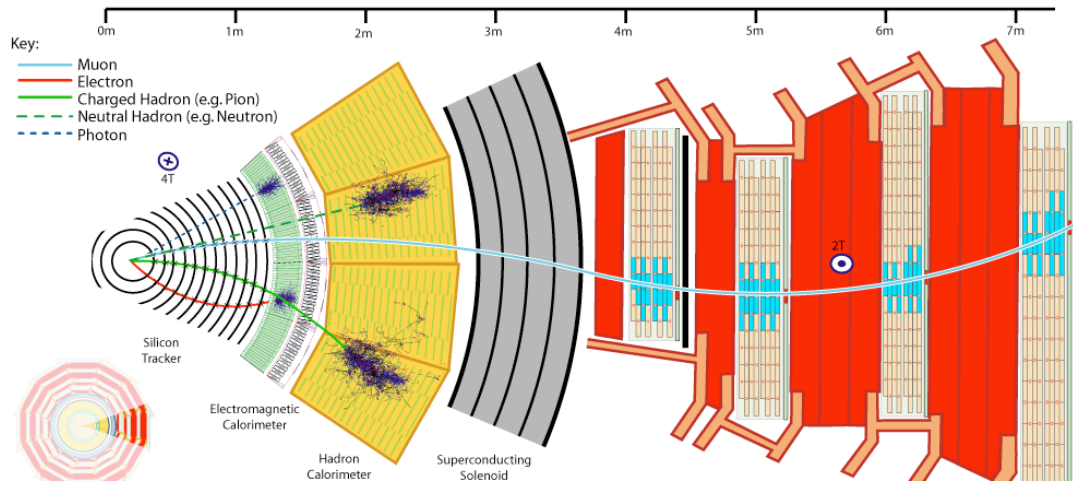 0m 1m 2m 3m 4m 5m 6m 7m
Key:
Muon
Electron
Charged Hadron (e.g. Pion)
Neutral Hadron (e.g. Neutron)
Photon
4T
2T
Silicon
Tracker
Electromagnetic
Calorimeter
Hadron
Calorimeter
Superconducting
Solenoid